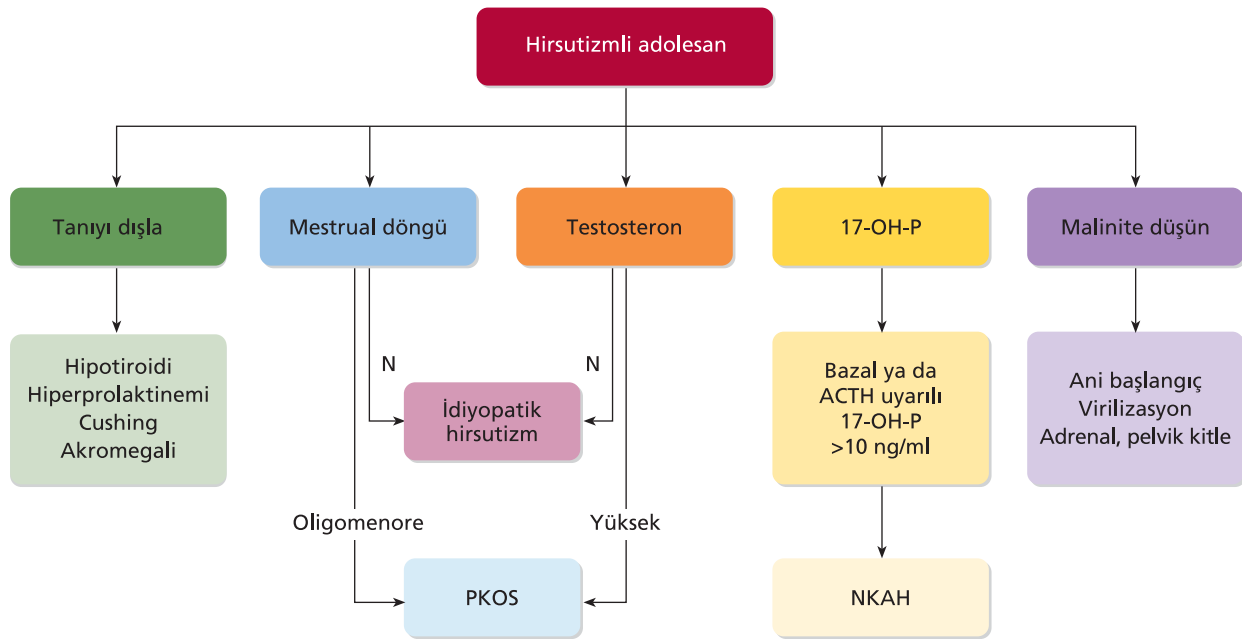 Hirsutizmli adolesan
Tanıyı dışla
Mestrual döngü
Testosteron
17-OH-P
Malinite düşün
Hipotiroidi
Hiperprolaktinemi
Cushing
Akromegali
N
N
İdiyopatik
hirsutizm
Bazal ya da
ACTH uyarılı
17-OH-P
>10 ng/ml
Ani başlangıç
Virilizasyon
Adrenal, pelvik kitle
Oligomenore
Yüksek
PKOS
NKAH